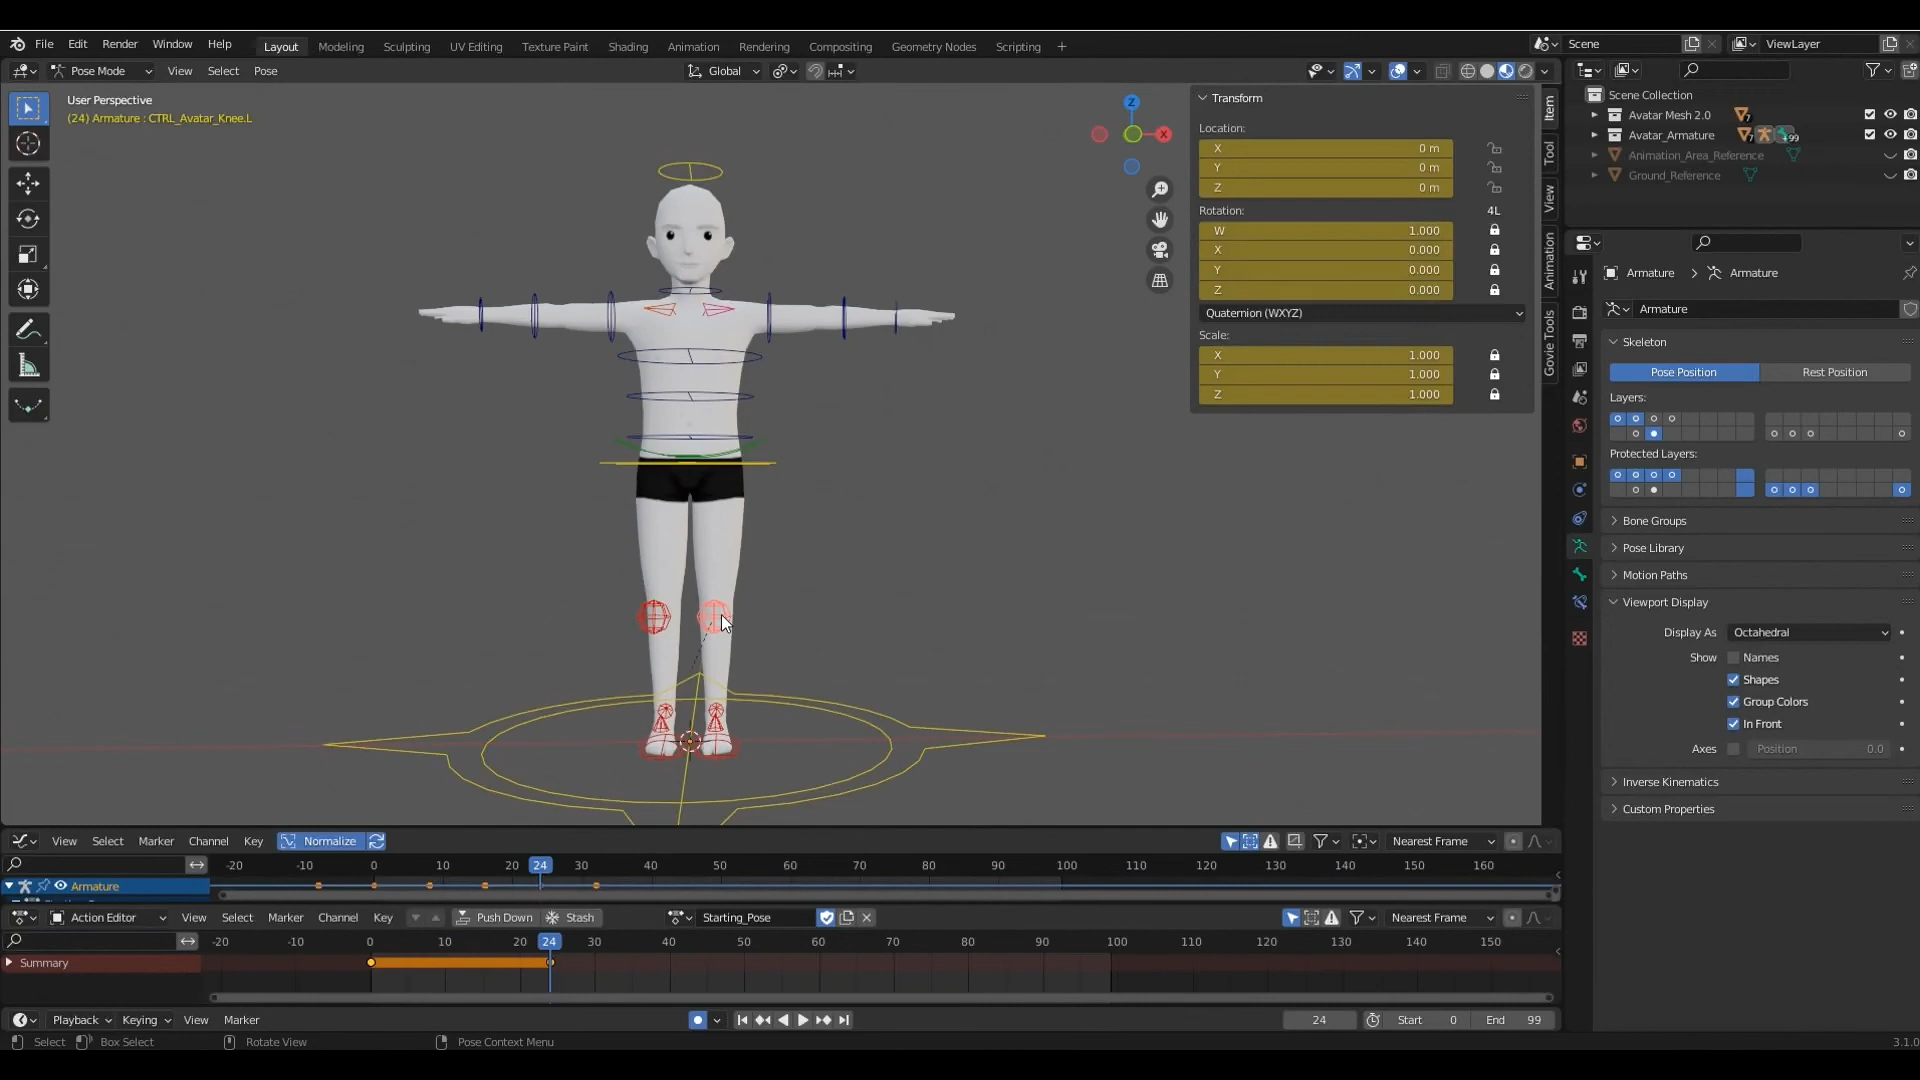 File Edit Render Window Help Layout Modeling Sculpting UV Editing Texture Paint Shading Animation Rendering Compositing Geometry Nodes Scripting + Scene ViewLayer
Pose Mode View Select Pose Global
User Perspective
(24) Armature : CTRL_Avatar_Knee.L
Z
X
Transform
Location:
X 0 m
Y 0 m
Z 0 m
Rotation: 4L
W 1.000
X 0.000
Y 0.000
Z 0.000
Quaternion (WXYZ)
Scale:
X 1.000
Y 1.000
Z 1.000
Item
Tool
View
Animation
Govie Tools
Scene Collection
Avatar Mesh 2.0
Avatar_Armature
Animation_Area_Reference
Ground_Reference
Armature > Armature
Armature
Skeleton
Pose Position Rest Position
Layers:
Protected Layers:
Bone Groups
Pose Library
Motion Paths
Viewport Display
Display As Octahedral
Show Names
Shapes
Group Colors
In Front
Axes Position 0.0
Inverse Kinematics
Custom Properties
View Select Marker Channel Key Normalize Nearest Frame
-20 -10 0 10 20 24 30 40 50 60 70 80 90 100 110 120 130 140 150 160
Armature
Action Editor View Select Marker Channel Key Push Down Stash Starting_Pose Nearest Frame
-20 -10 0 10 20 24 30 40 50 60 70 80 90 100 110 120 130 140 150
Summary
Playback Keying View Marker 24 Start 0 End 99
Select Box Select Rotate View Pose Context Menu 3.1.0